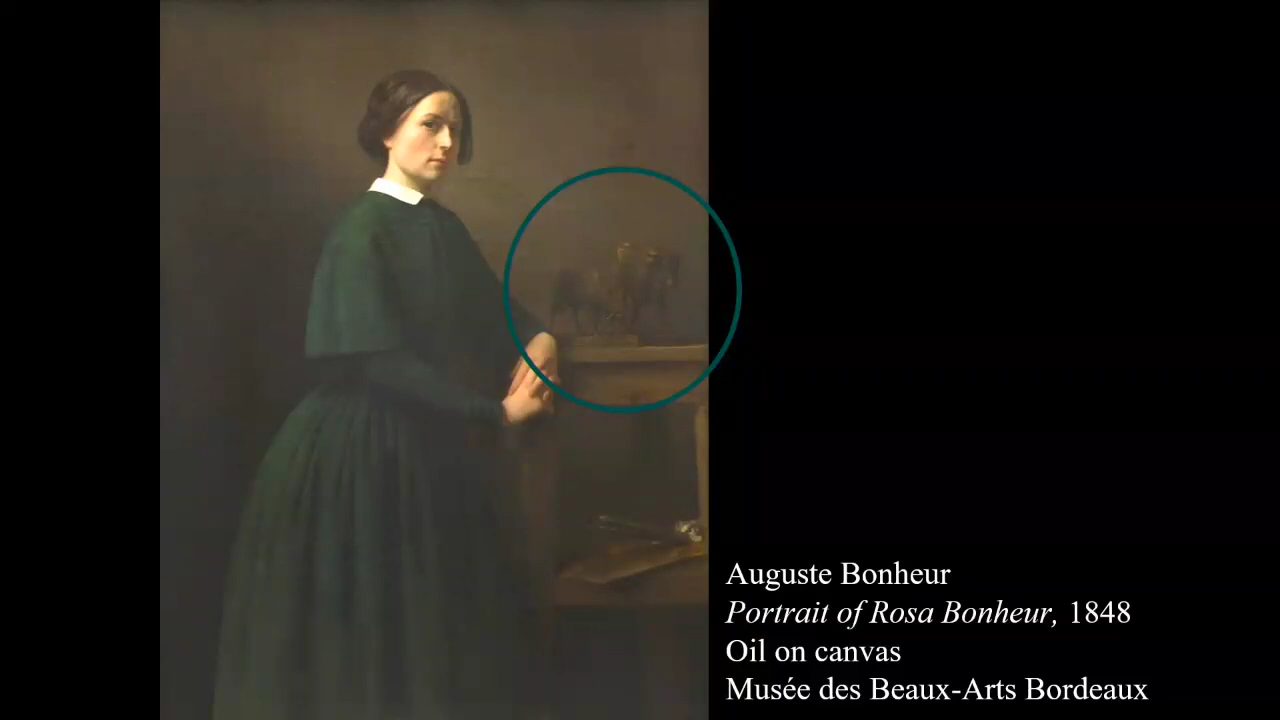 Auguste Bonheur
Portrait of Rosa Bonheur, 1848
Oil on canvas
Musée des Beaux-Arts Bordeaux